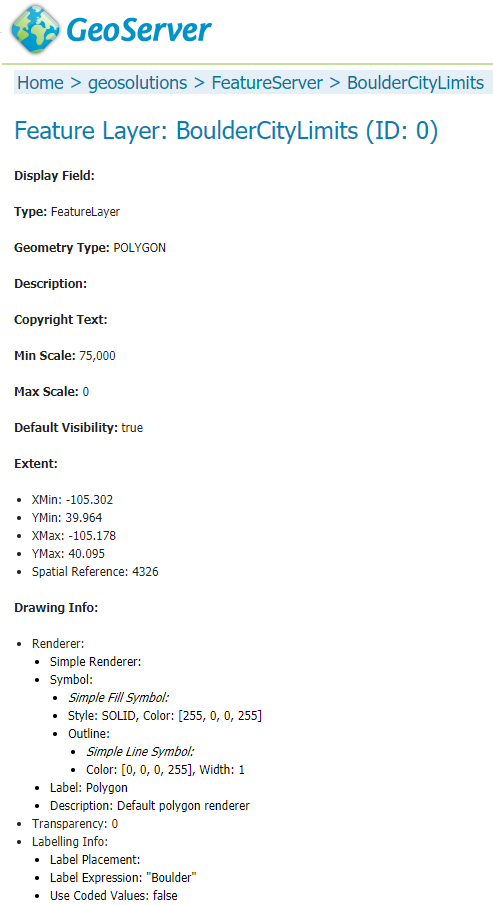 GeoServer
Home > geosolutions > FeatureServer > BoulderCityLimits
Feature Layer: BoulderCityLimits (ID: 0)
Display Field:
Type: FeatureLayer
Geometry Type: POLYGON
Description:
Copyright Text:
Min Scale: 75,000
Max Scale: 0
Default Visibility: true
Extent:
• XMin: -105.302
• YMin: 39.964
• XMax: -105.178
• YMax: 40.095
• Spatial Reference: 4326
Drawing Info:
• Renderer:
• Simple Renderer:
• Symbol:
• Simple Fill Symbol:
• Style: SOLID, Color: [255, 0, 0, 255]
• Outline:
• Simple Line Symbol:
• Color: [0, 0, 0, 255], Width: 1
• Label: Polygon
• Description: Default polygon renderer
• Transparency: 0
• Labelling Info:
• Label Placement:
• Label Expression: "Boulder"
• Use Coded Values: false